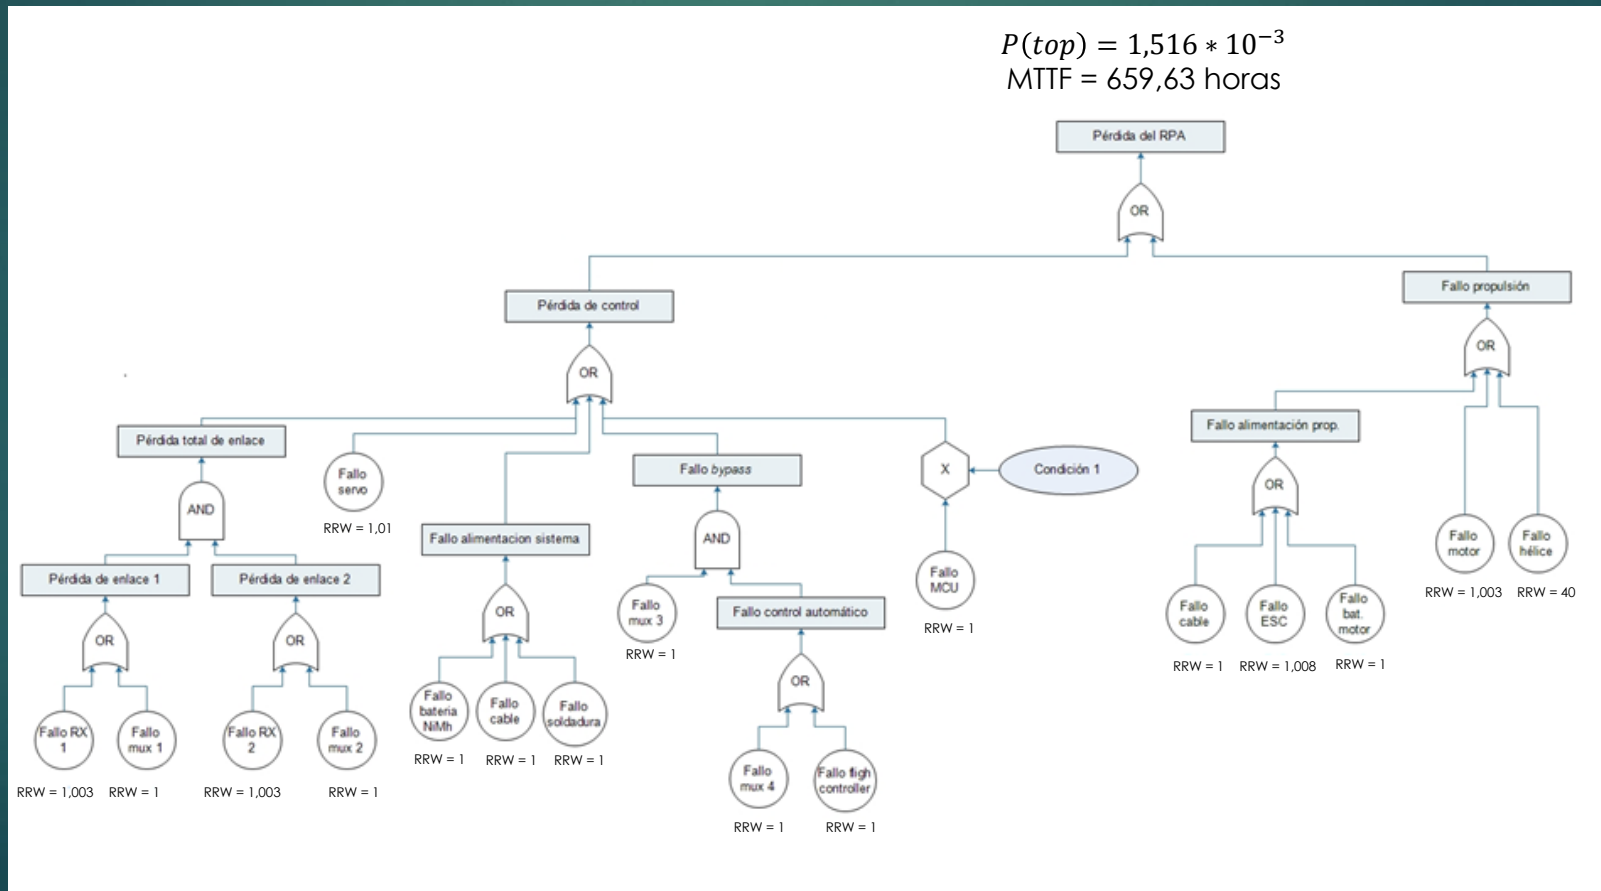 P(top) = 1,516 * 10⁻³
MTTF = 659,63 horas
Pérdida del RPA
OR
Pérdida de control
Fallo propulsión
OR
OR
Pérdida total de enlace
Fallo servo
RRW = 1,01
Fallo bypass
X
Condición 1
Fallo alimentación prop.
AND
Fallo alimentacion sistema
AND
OR
Pérdida de enlace 1
Pérdida de enlace 2
OR
OR
OR
Fallo
mux 3
RRW = 1
Fallo control automático
OR
Fallo
MCU
RRW = 1
Fallo
cable
RRW = 1
Fallo
ESC
RRW = 1,008
Fallo
bat.
motor
RRW = 1
Fallo
motor
RRW = 1,003
Fallo
hélice
RRW = 40
Fallo RX
1
RRW = 1,003
Fallo
mux 1
RRW = 1
Fallo RX
2
RRW = 1,003
Fallo
mux 2
RRW = 1
Fallo
bateria
NiMh
RRW = 1
Fallo
cable
RRW = 1
Fallo
soldadura
RRW = 1
Fallo
mux 4
RRW = 1
Fallo fligh
controller
RRW = 1